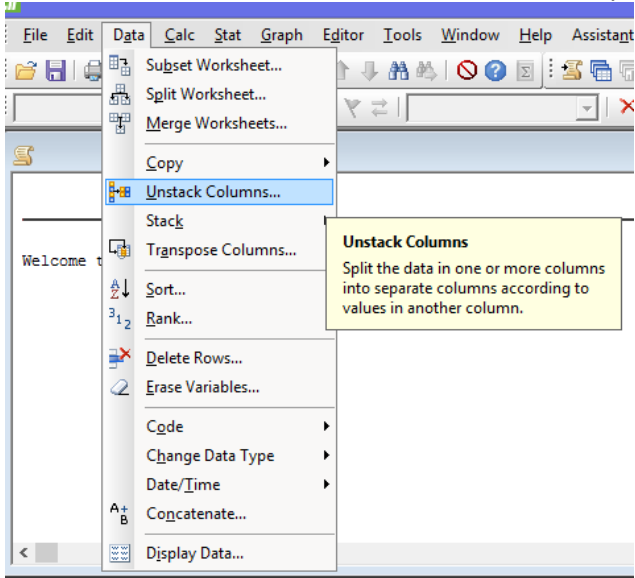 File Edit Data Calc Stat Graph Editor Tools Window Help Assistant
Subset Worksheet...
Split Worksheet...
Merge Worksheets...
Copy
Unstack Columns...
Stack
Transpose Columns...
Sort...
Rank...
Delete Rows...
Erase Variables...
Code
Change Data Type
Date/Time
Concatenate...
Display Data...
Welcome t
Unstack Columns
Split the data in one or more columns
into separate columns according to
values in another column.